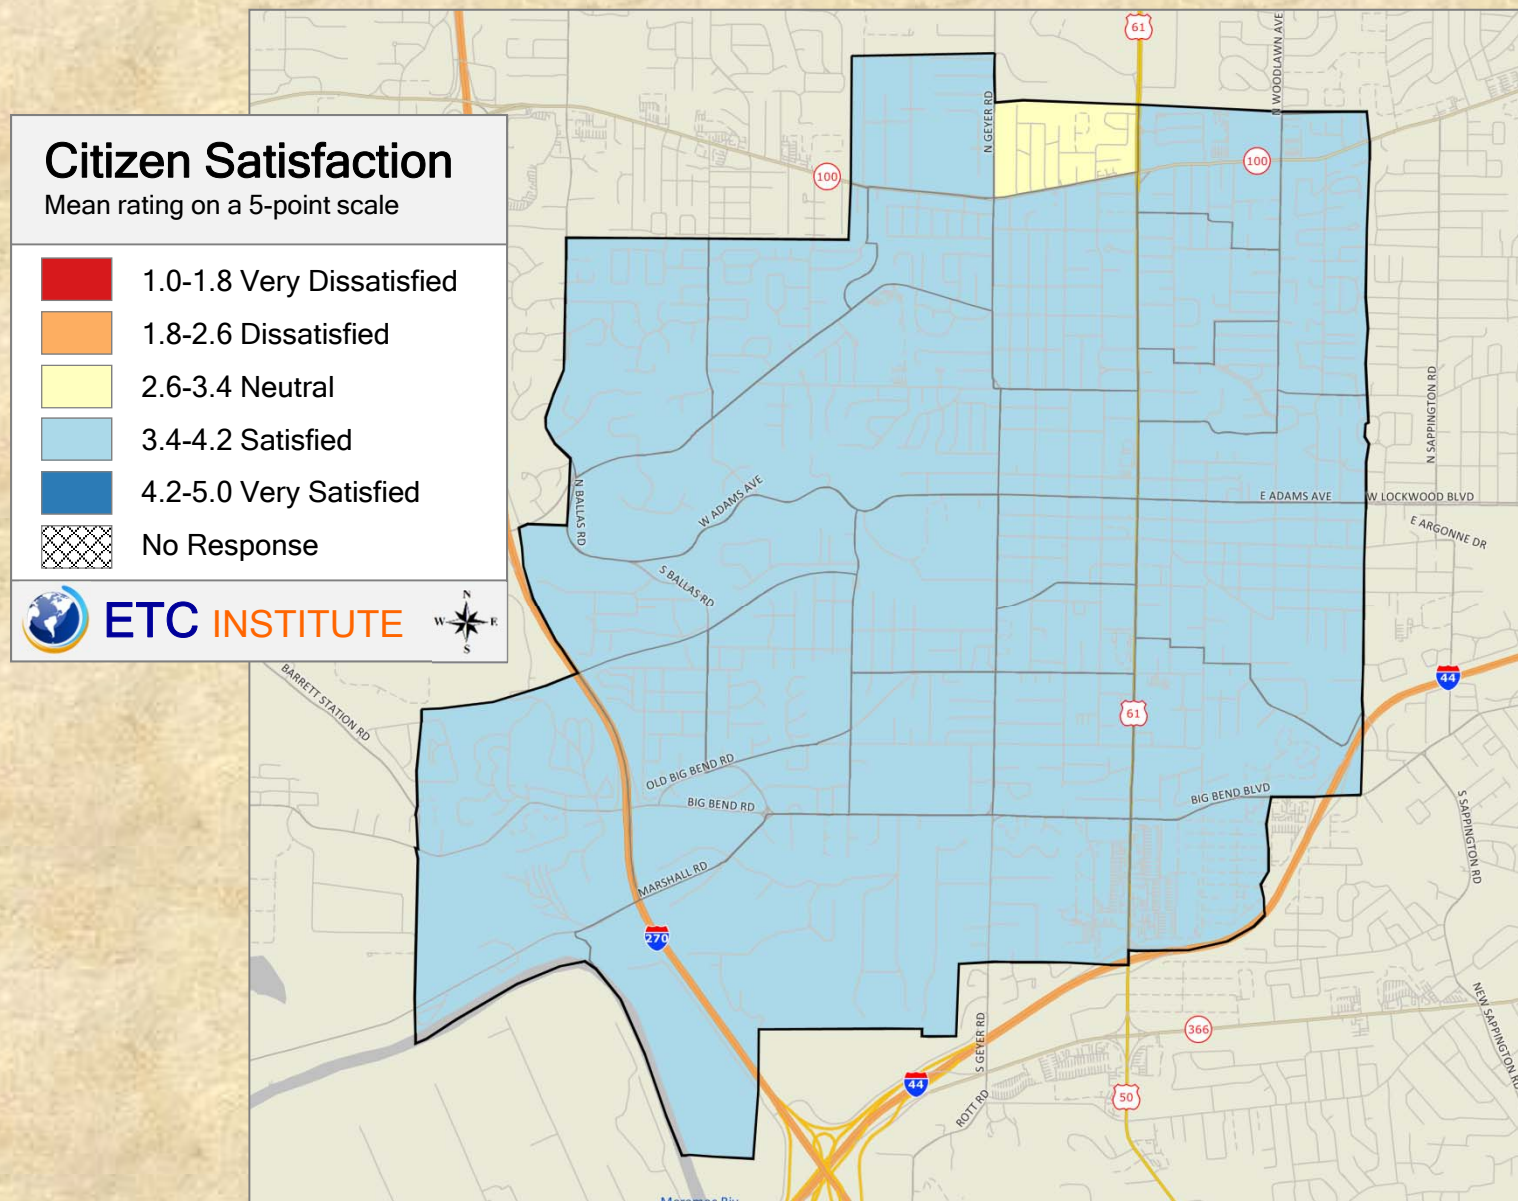 Citizen Satisfaction
Mean rating on a 5-point scale
1.0-1.8 Very Dissatisfied
1.8-2.6 Dissatisfied
2.6-3.4 Neutral
3.4-4.2 Satisfied
4.2-5.0 Very Satisfied
No Response
ETC INSTITUTE
N
W
E
S
61
N WOODLAWN AVE
N GEYER RD
100
100
N SAPPINGTON RD
N BALLAS RD
W ADAMS AVE
E ADAMS AVE
W LOCKWOOD BLVD
E ARGONNE DR
S BALLAS RD
BARRETT STATION RD
44
61
OLD BIG BEND RD
BIG BEND RD
BIG BEND BLVD
S SAPPINGTON RD
MARSHALL RD
270
NEW SAPPINGTON RD
S GEYER RD
366
44
50
ROTT RD